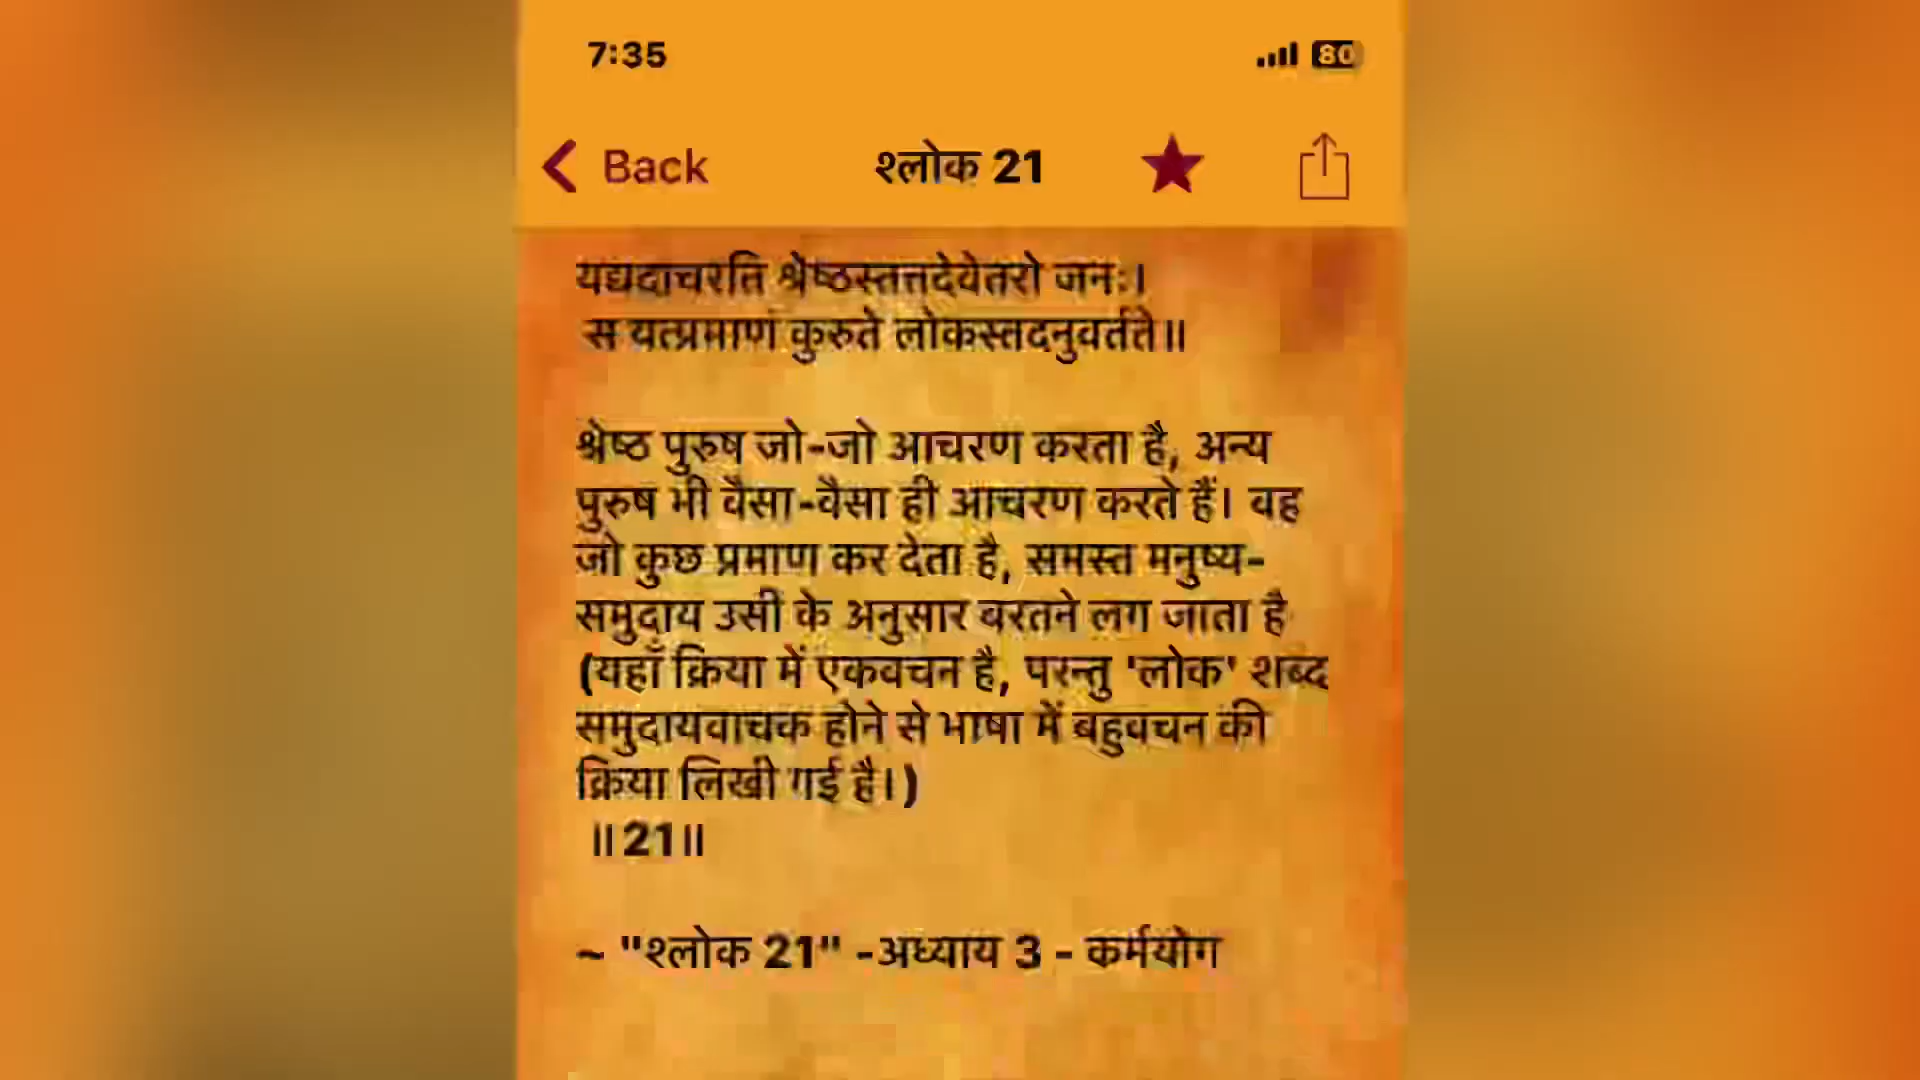 7:35
80
Back
श्लोक 21
यद्यदाचरति श्रेष्ठस्तत्तदेवेतरो जनः।
स यत्प्रमाणं कुरुते लोकस्तदनुवर्तते॥
श्रेष्ठ पुरुष जो-जो आचरण करता है, अन्य
पुरुष भी वैसा-वैसा ही आचरण करते हैं। वह
जो कुछ प्रमाण कर देता है, समस्त मनुष्य-
समुदाय उसी के अनुसार बरतने लग जाता है
(यहाँ क्रिया में एकवचन है, परन्तु 'लोक' शब्द
समुदायवाचक होने से भाषा में बहुवचन की
क्रिया लिखी गई है।)
॥21॥
~ "श्लोक 21" -अध्याय 3 - कर्मयोग